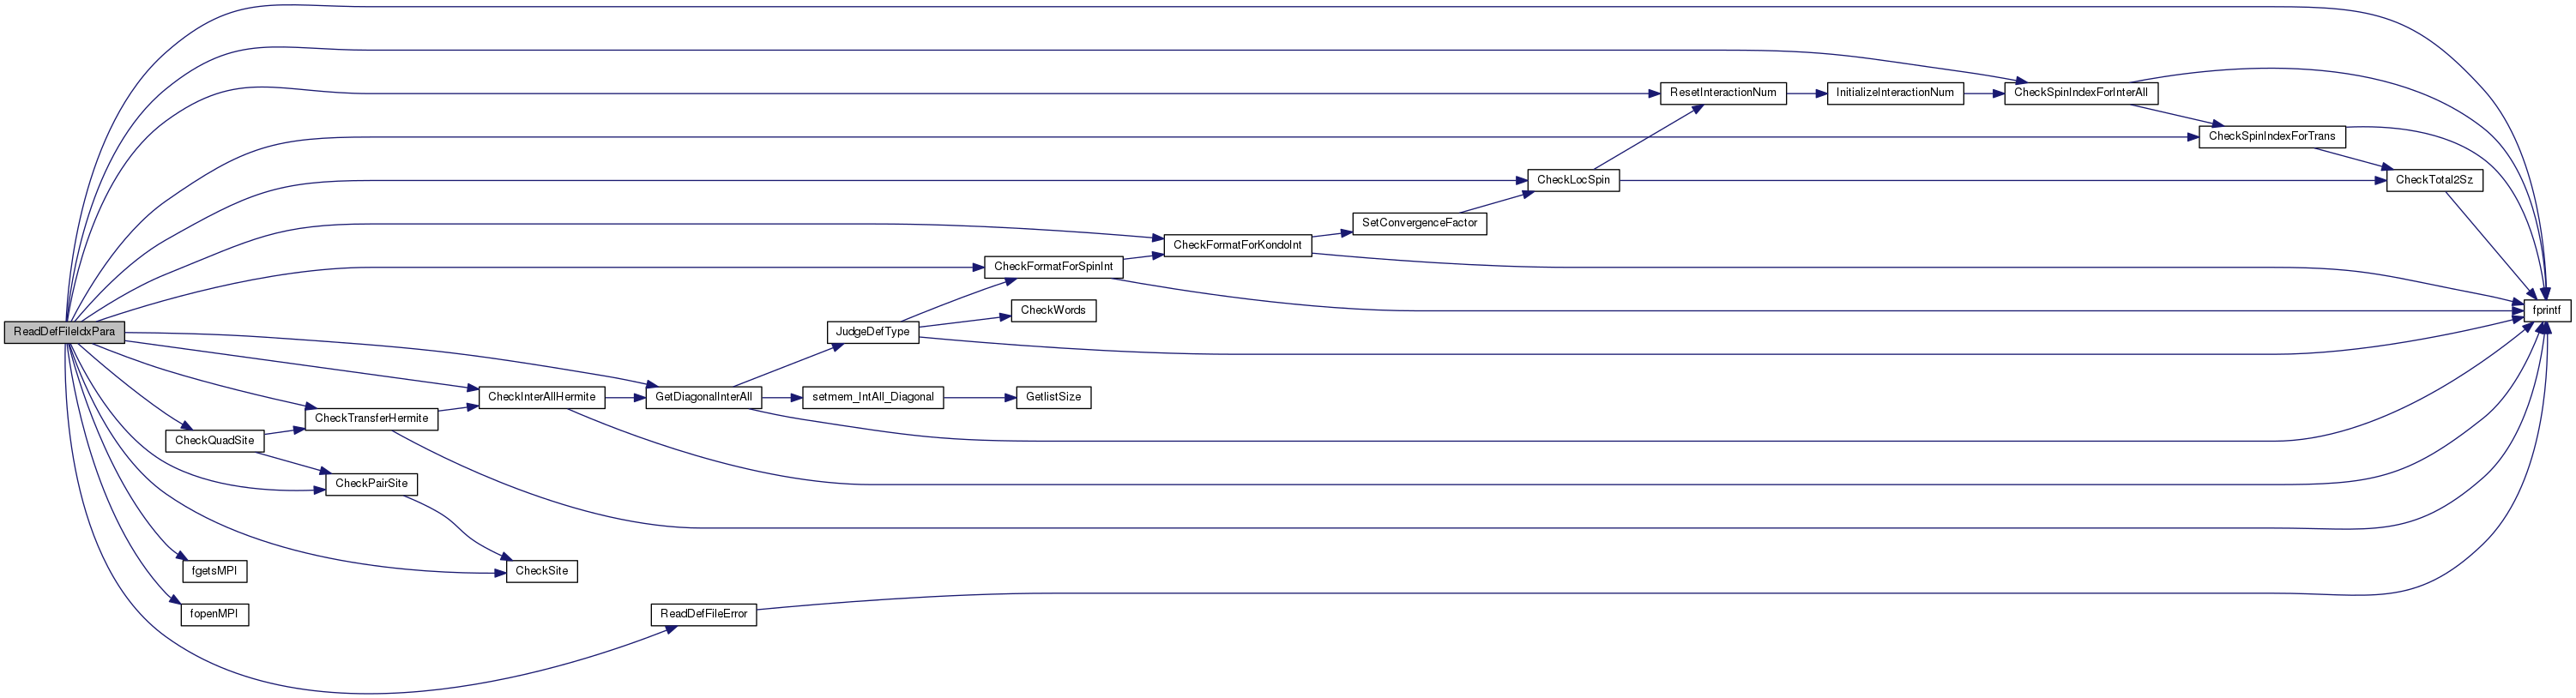 ResetInteractionNum
InitializeInteractionNum
CheckSpinIndexForInterAll
CheckSpinIndexForTrans
CheckLocSpin
CheckTotal2Sz
SetConvergenceFactor
CheckFormatForKondoInt
CheckFormatForSpinInt
CheckWords
fprintf
ReadDefFileIdxPara
JudgeDefType
CheckInterAllHermite
GetDiagonalInterAll
setmem_IntAll_Diagonal
GetlistSize
CheckTransferHermite
CheckQuadSite
CheckPairSite
fgetsMPI
CheckSite
fopenMPI
ReadDefFileError